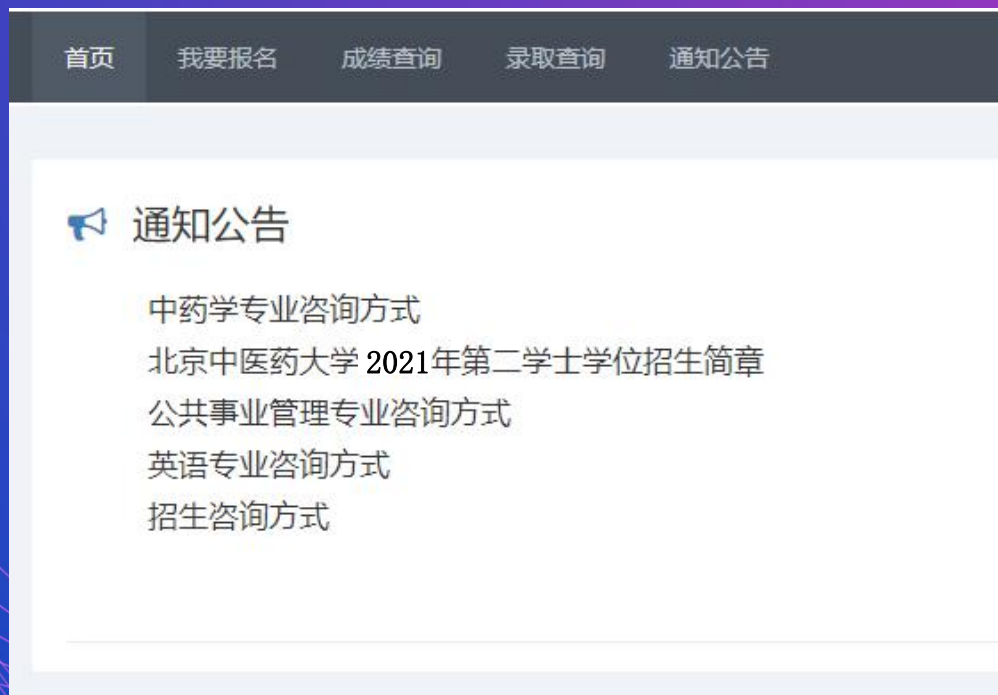 首页 我要报名 成绩查询 录取查询 通知公告
通知公告
中药学专业咨询方式
北京中医药大学 2021年第二学士学位招生简章
公共事业管理专业咨询方式
英语专业咨询方式
招生咨询方式